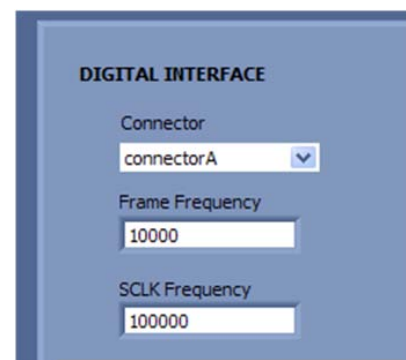 DIGITAL INTERFACE
Connector
connectorA
Frame Frequency
10000
SCLK Frequency
100000